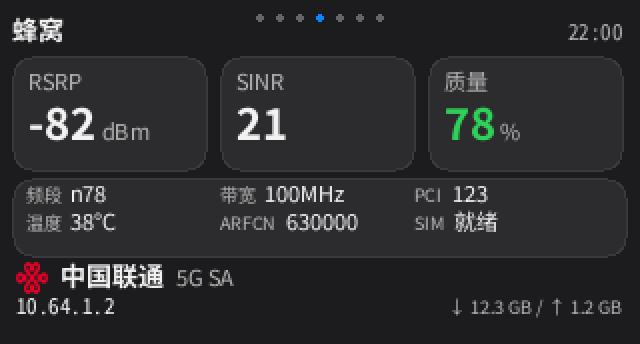 蜂窝 22:00
RSRP SINR 质量
-82 dBm 21 78 %
频段 n78 带宽 100MHz PCI 123
温度 38°C ARFCN 630000 SIM 就绪
中国联通 5G SA
10.64.1.2 ↓ 12.3 GB / ↑ 1.2 GB